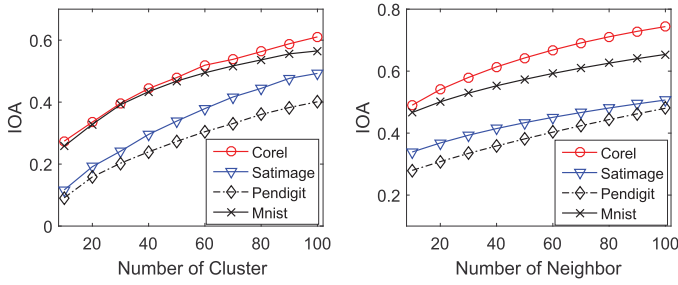 IOA
0.6
0.4
0.2
0
20 40 60 80 100
Number of Cluster
Corel
Satimage
Pendigit
Mnist
IOA
0.8
0.6
0.4
0.2
20 40 60 80 100
Number of Neighbor
Corel
Satimage
Pendigit
Mnist